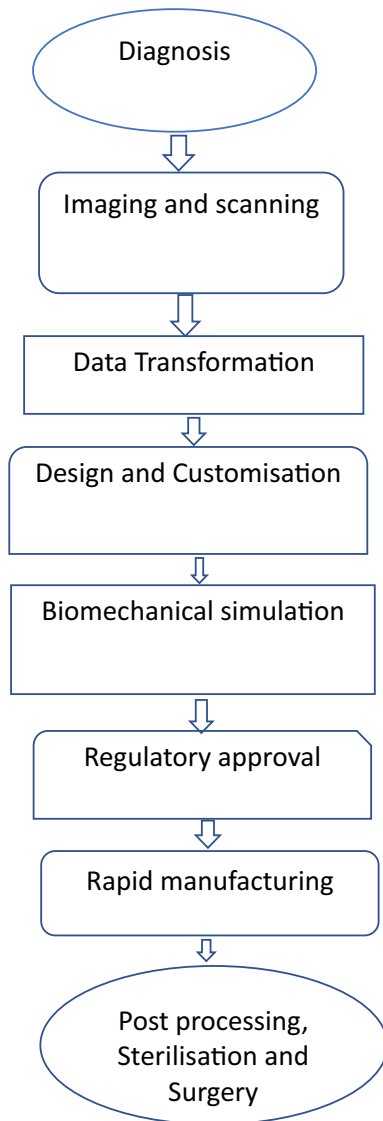 Diagnosis
Imaging and scanning
Data Transformation
Design and Customisation
Biomechanical simulation
Regulatory approval
Rapid manufacturing
Post processing,
Sterilisation and
Surgery